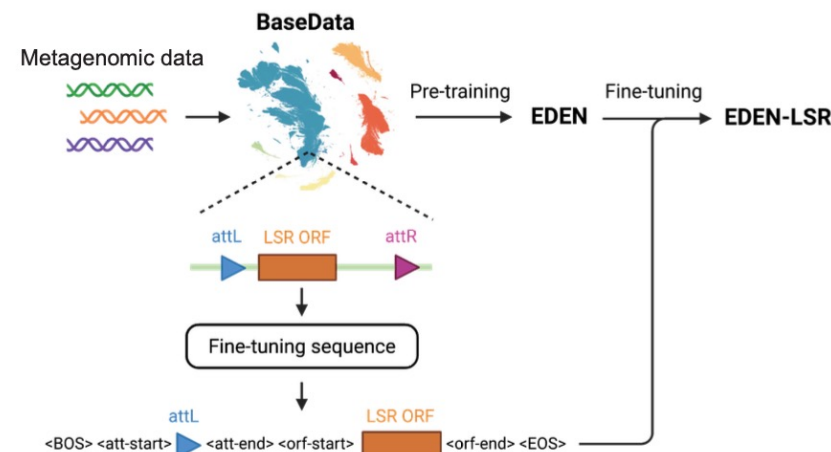 BaseData
Metagenomic data
Pre-training
EDEN
Fine-tuning
EDEN-LSR
attL LSR ORF attR
Fine-tuning sequence
attL LSR ORF
<BOS> <att-start> <att-end> <orf-start> <orf-end> <EOS>